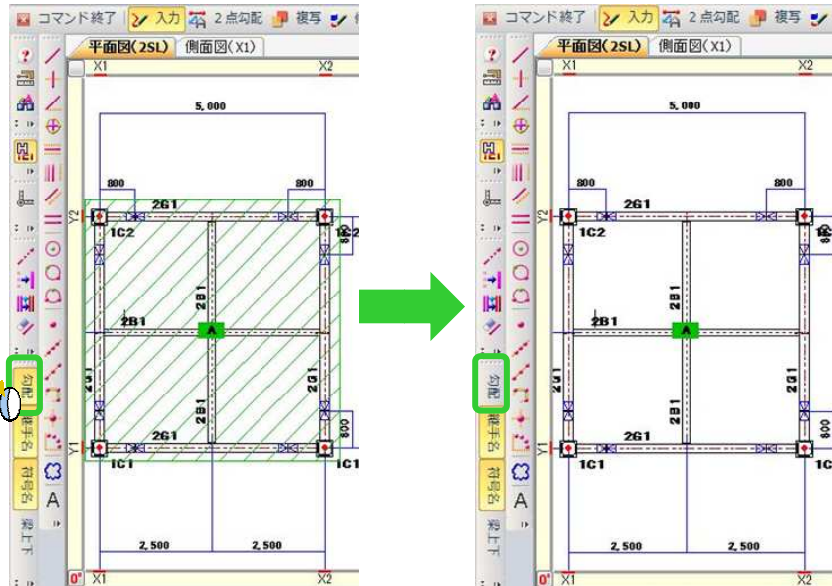 コマンド終了 入力 2点勾配 複写
平面図(2SL) 側面図(X1)
X1 X2
5,000
800 800
2G1
Y2
1C2
800
2B1
2B1
A
2G1 2G1
2B1
800
2G1
Y1
1C1 1C1
2,500 2,500
0° X1 X2
勾配
継手名
符号名
梁上下
A
コマンド終了 入力 2点勾配 複写
平面図(2SL) 側面図(X1)
X1 X2
5,000
800 800
2G1
Y2
1C2
2B1
2B1
A
2G1 2G1
2B1
800
2G1
Y1
1C1
2,500 2,500
0° X1 X2
勾配
継手名
符号名
梁上下
A